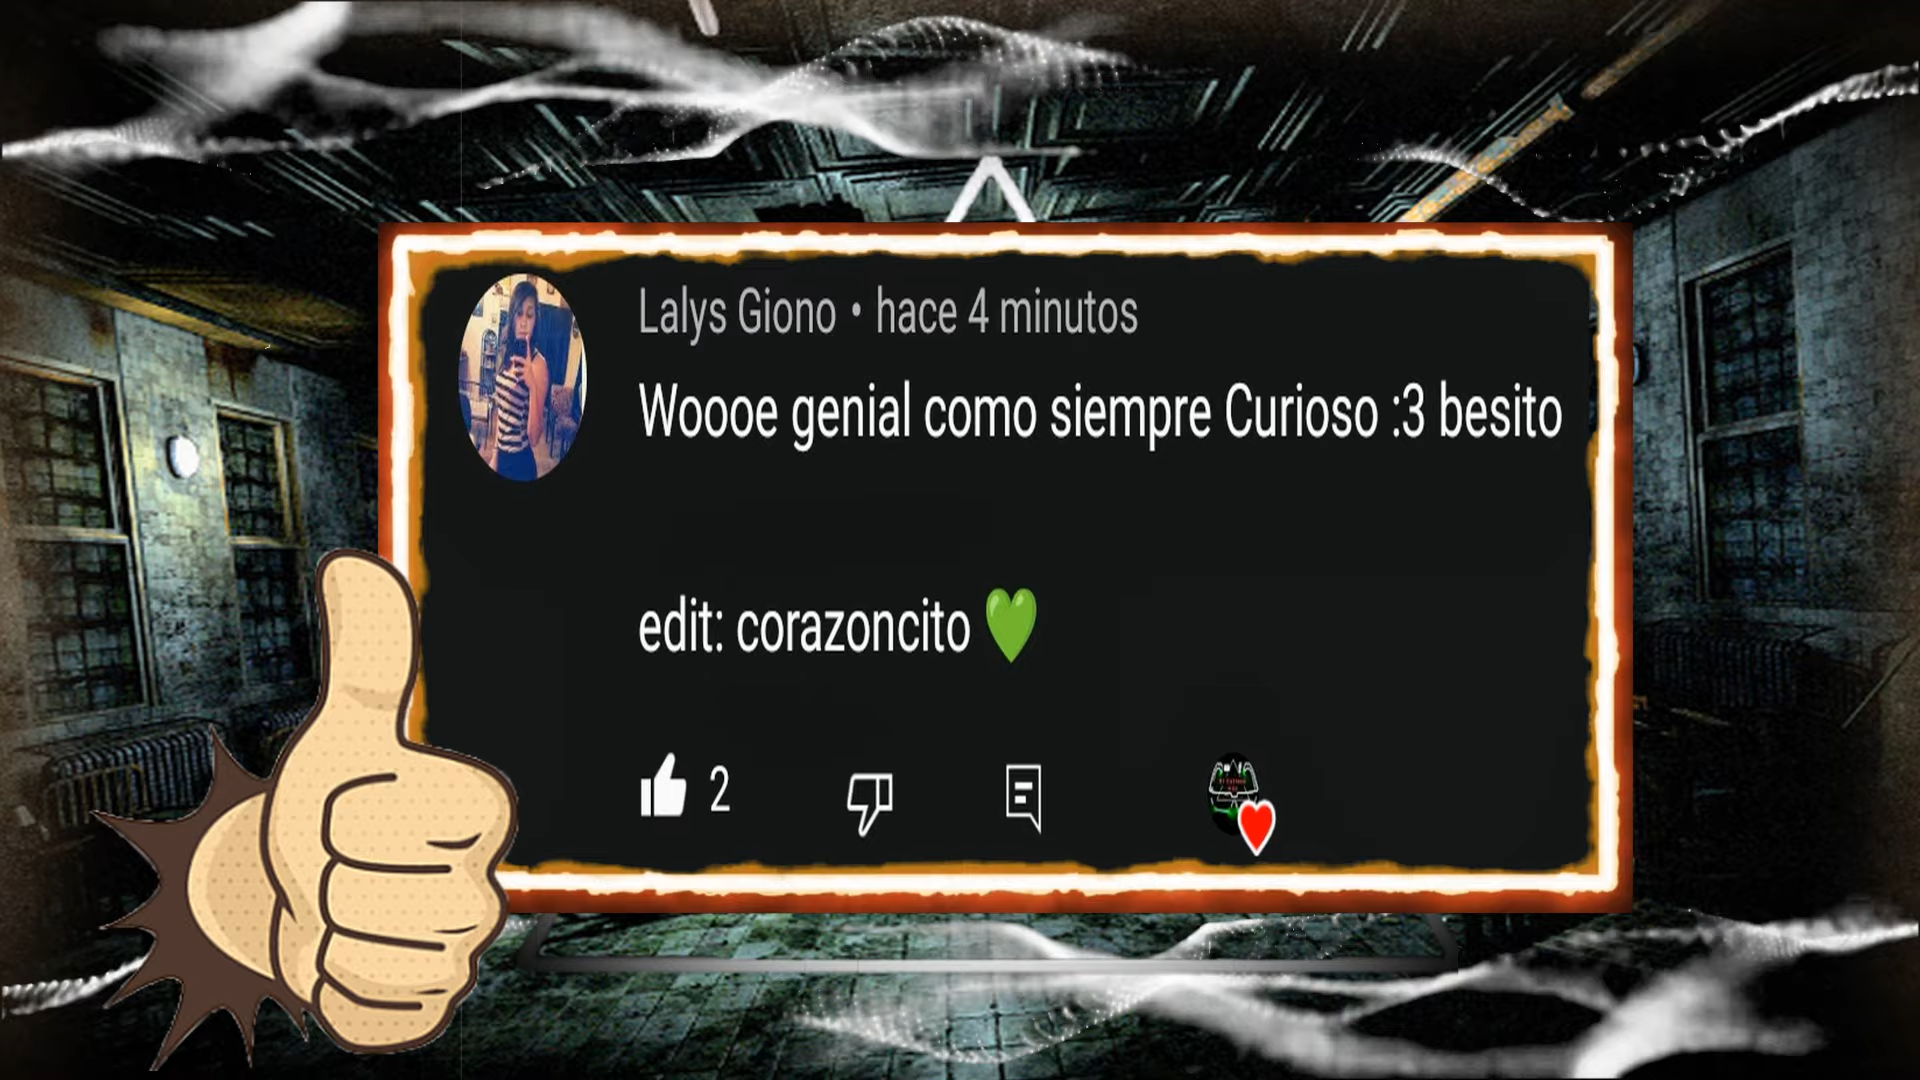 Lalys Giono • hace 4 minutos
Woooe genial como siempre Curioso :3 besito
edit: corazoncito 💚
2